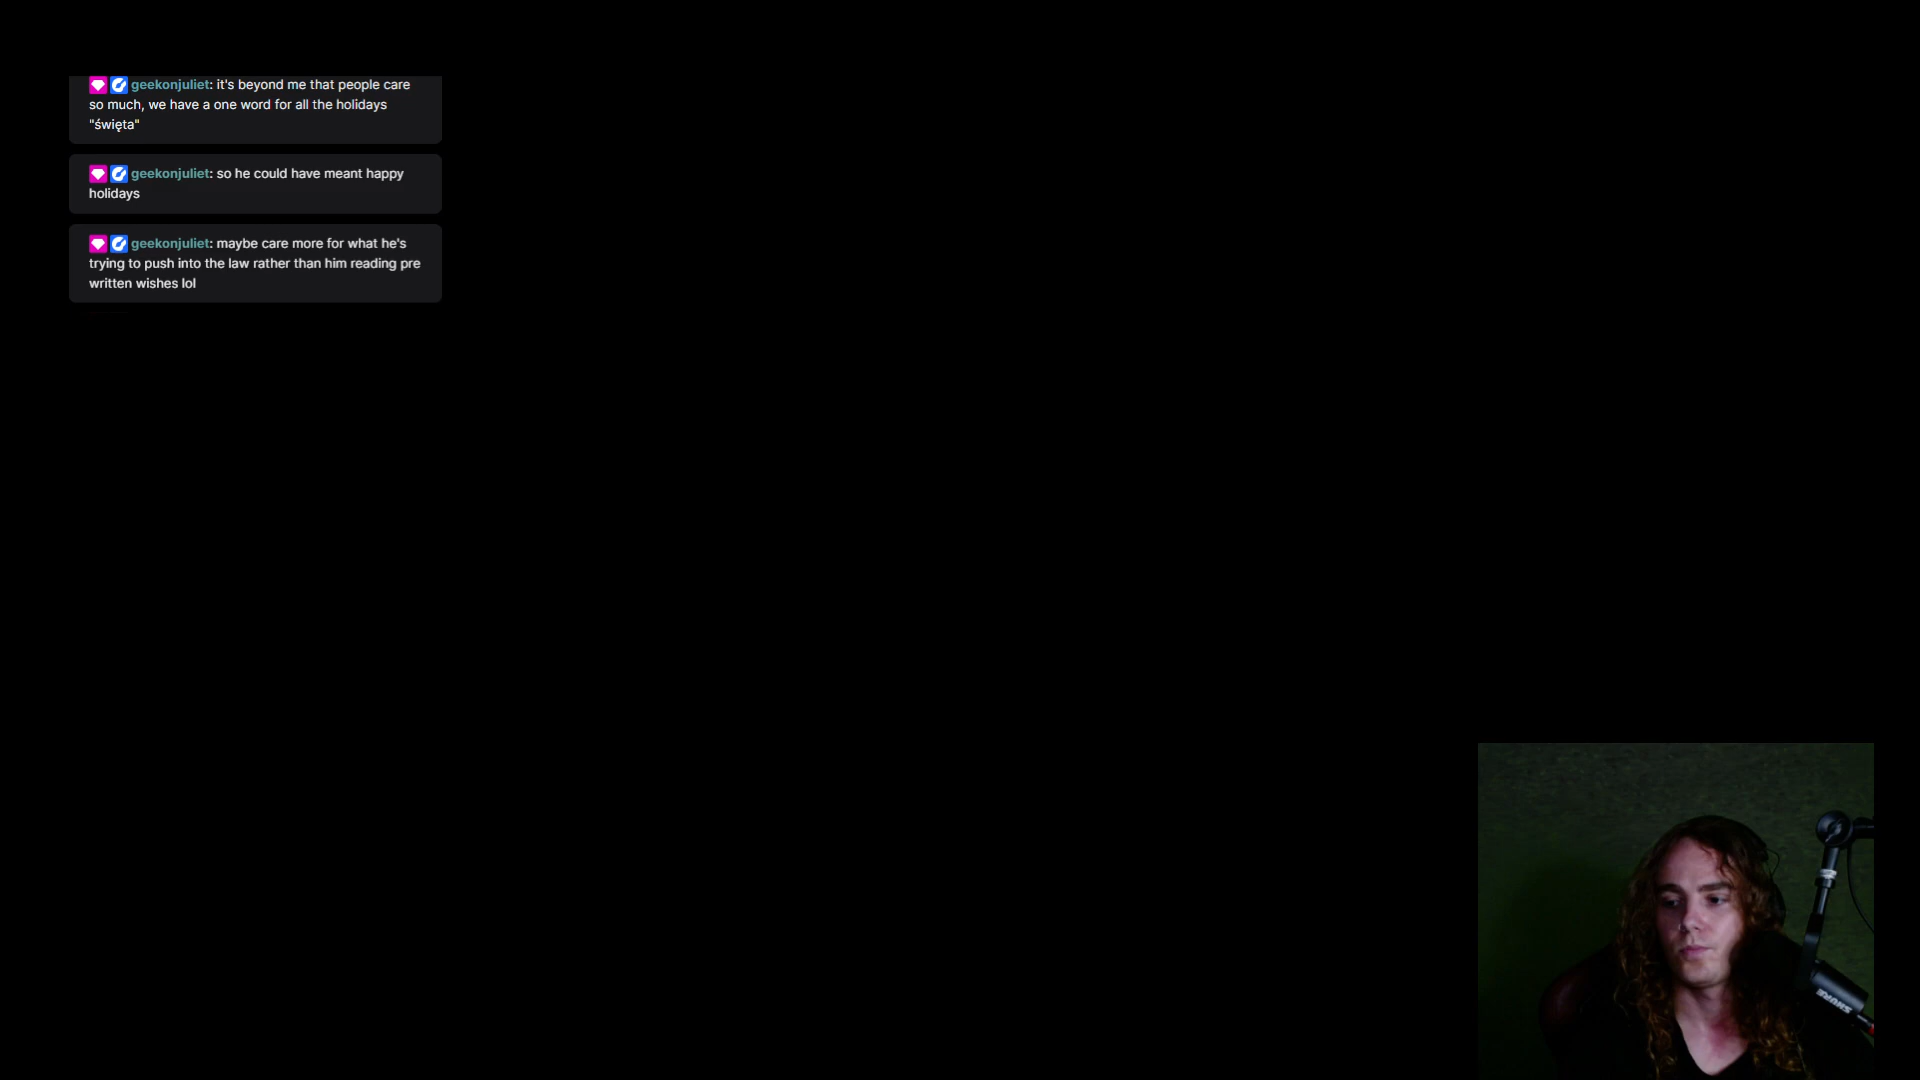 geekonjuliet: it's beyond me that people care
so much, we have a one word for all the holidays
"święta"
geekonjuliet: so he could have meant happy
holidays
geekonjuliet: maybe care more for what he's
trying to push into the law rather than him reading pre
written wishes lol
SHURE